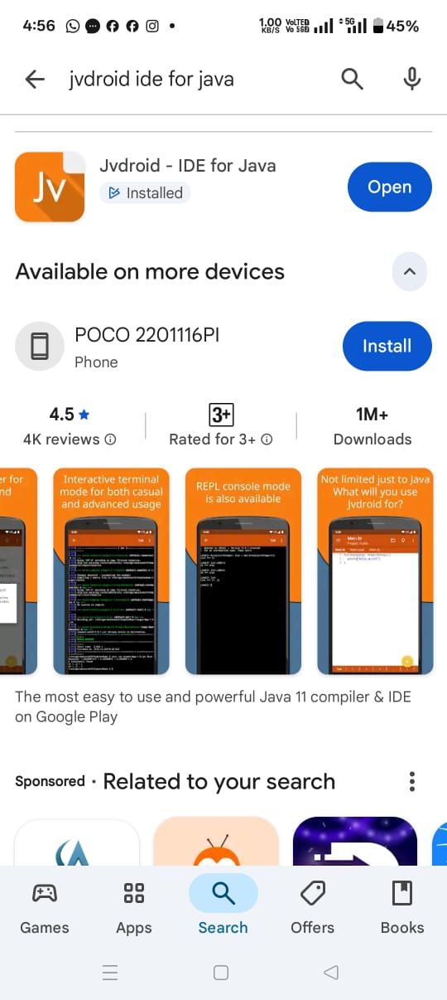 4:56
1.00 KB/S
VoLTED
Vo 5GD
5G
45%
jvdroid ide for java
Jv
Jvdroid - IDE for Java
Installed
Open
Available on more devices
POCO 2201116PI
Phone
Install
4.5
4K reviews
3+
Rated for 3+
1M+
Downloads
er for
nd
Interactive terminal
mode for both casual
and advanced usage
REPL console mode
is also available
Not limited just to Java
What will you use
Jvdroid for?
The most easy to use and powerful Java 11 compiler & IDE
on Google Play
Sponsored • Related to your search
Games
Apps
Search
Offers
Books